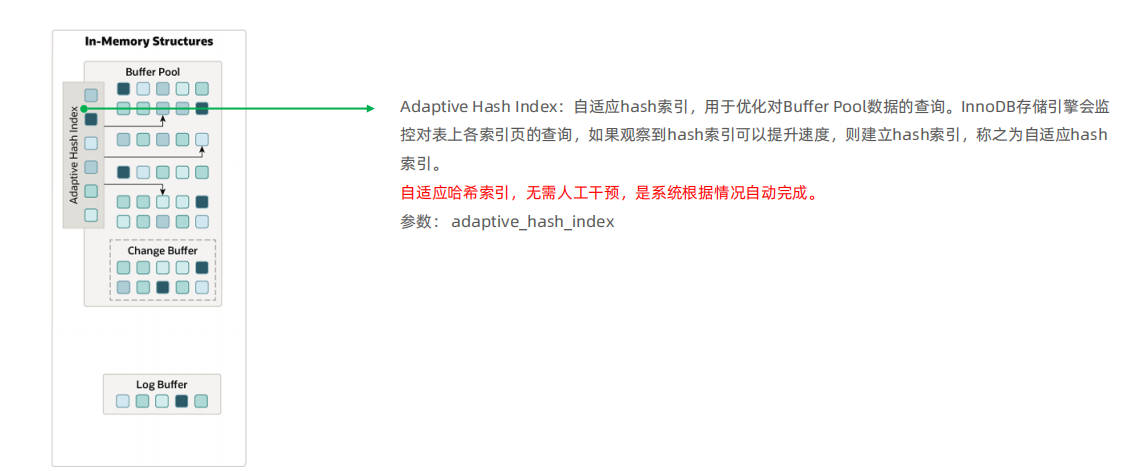 In-Memory Structures
Buffer Pool
Adaptive Hash Index
Change Buffer
Log Buffer
Adaptive Hash Index：自适应hash索引，用于优化对Buffer Pool数据的查询。InnoDB存储引擎会监
控对表上各索引页的查询，如果观察到hash索引可以提升速度，则建立hash索引，称之为自适应hash
索引。
自适应哈希索引，无需人工干预，是系统根据情况自动完成。
参数： adaptive_hash_index